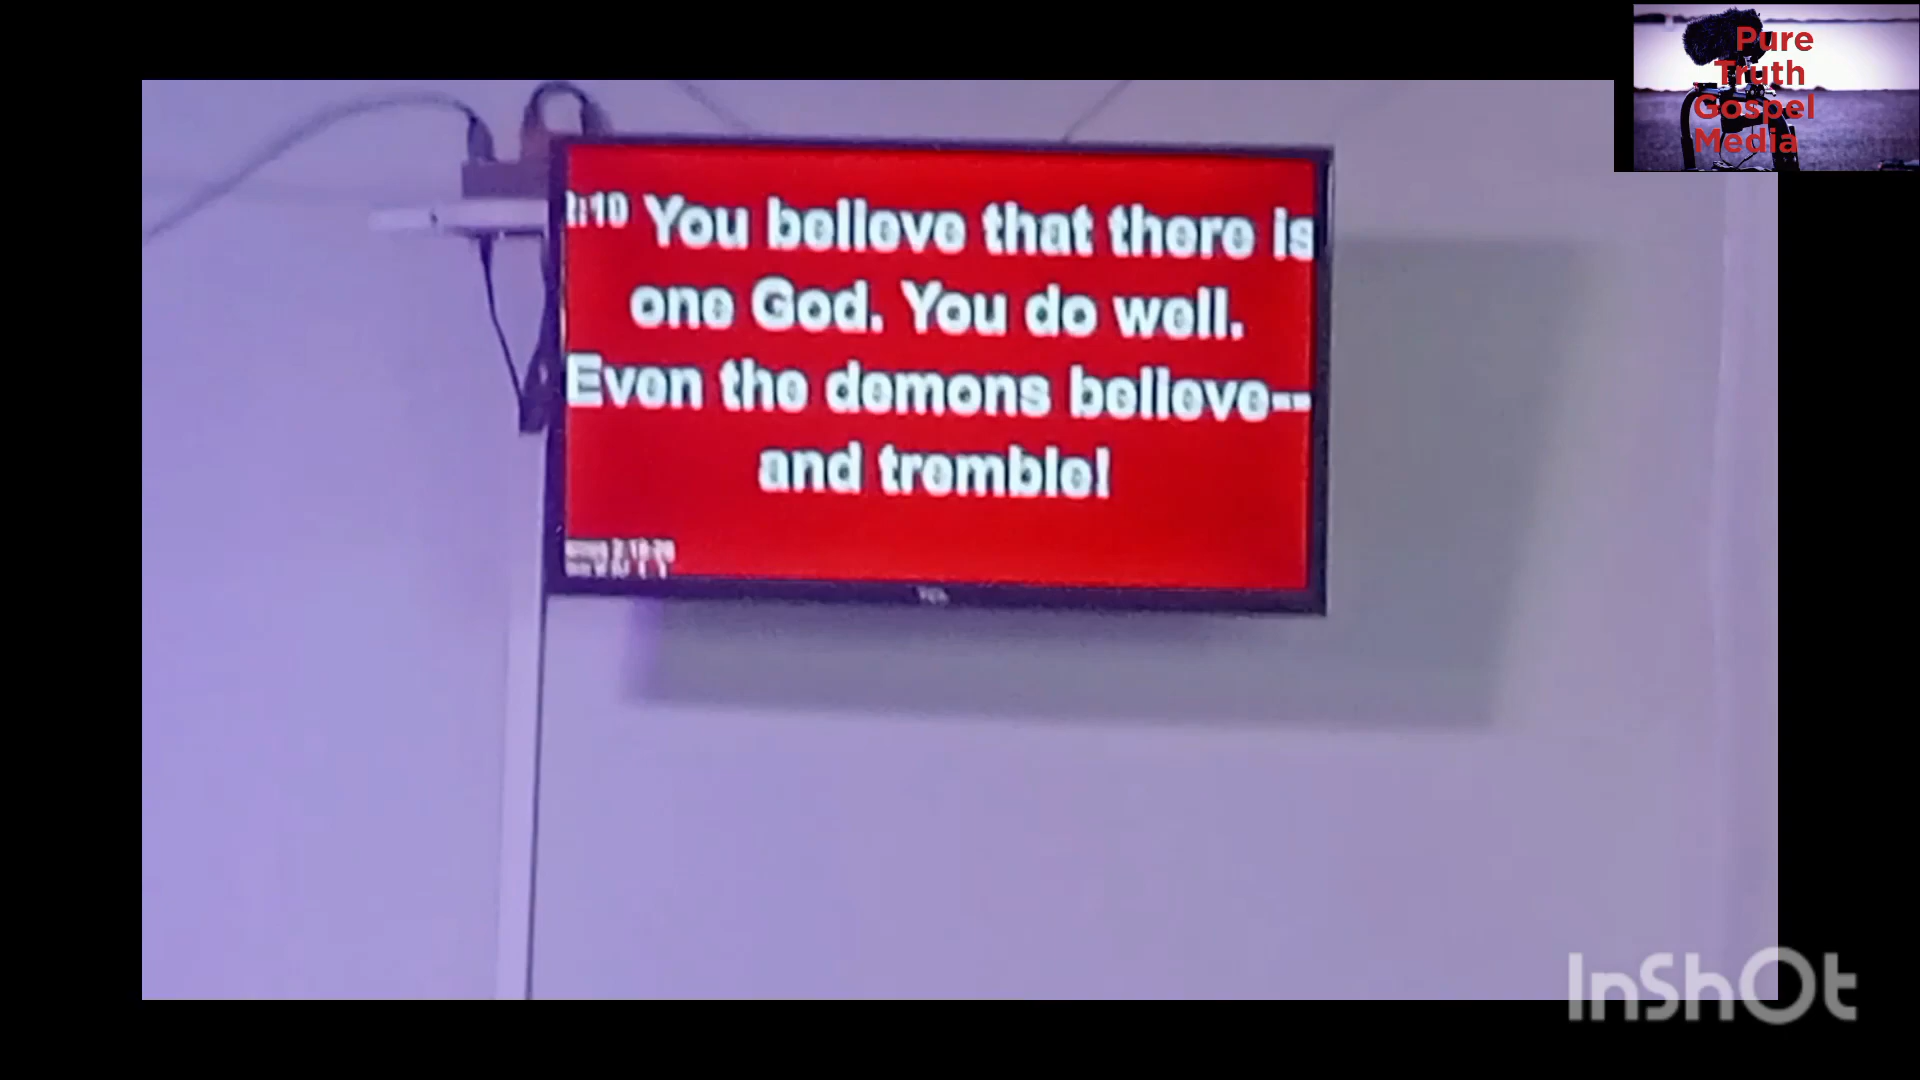 You believe that there is
one God. You do well.
Even the demons believe--
and tremble!
Pure
Truth
Gospel
Media
InShOt